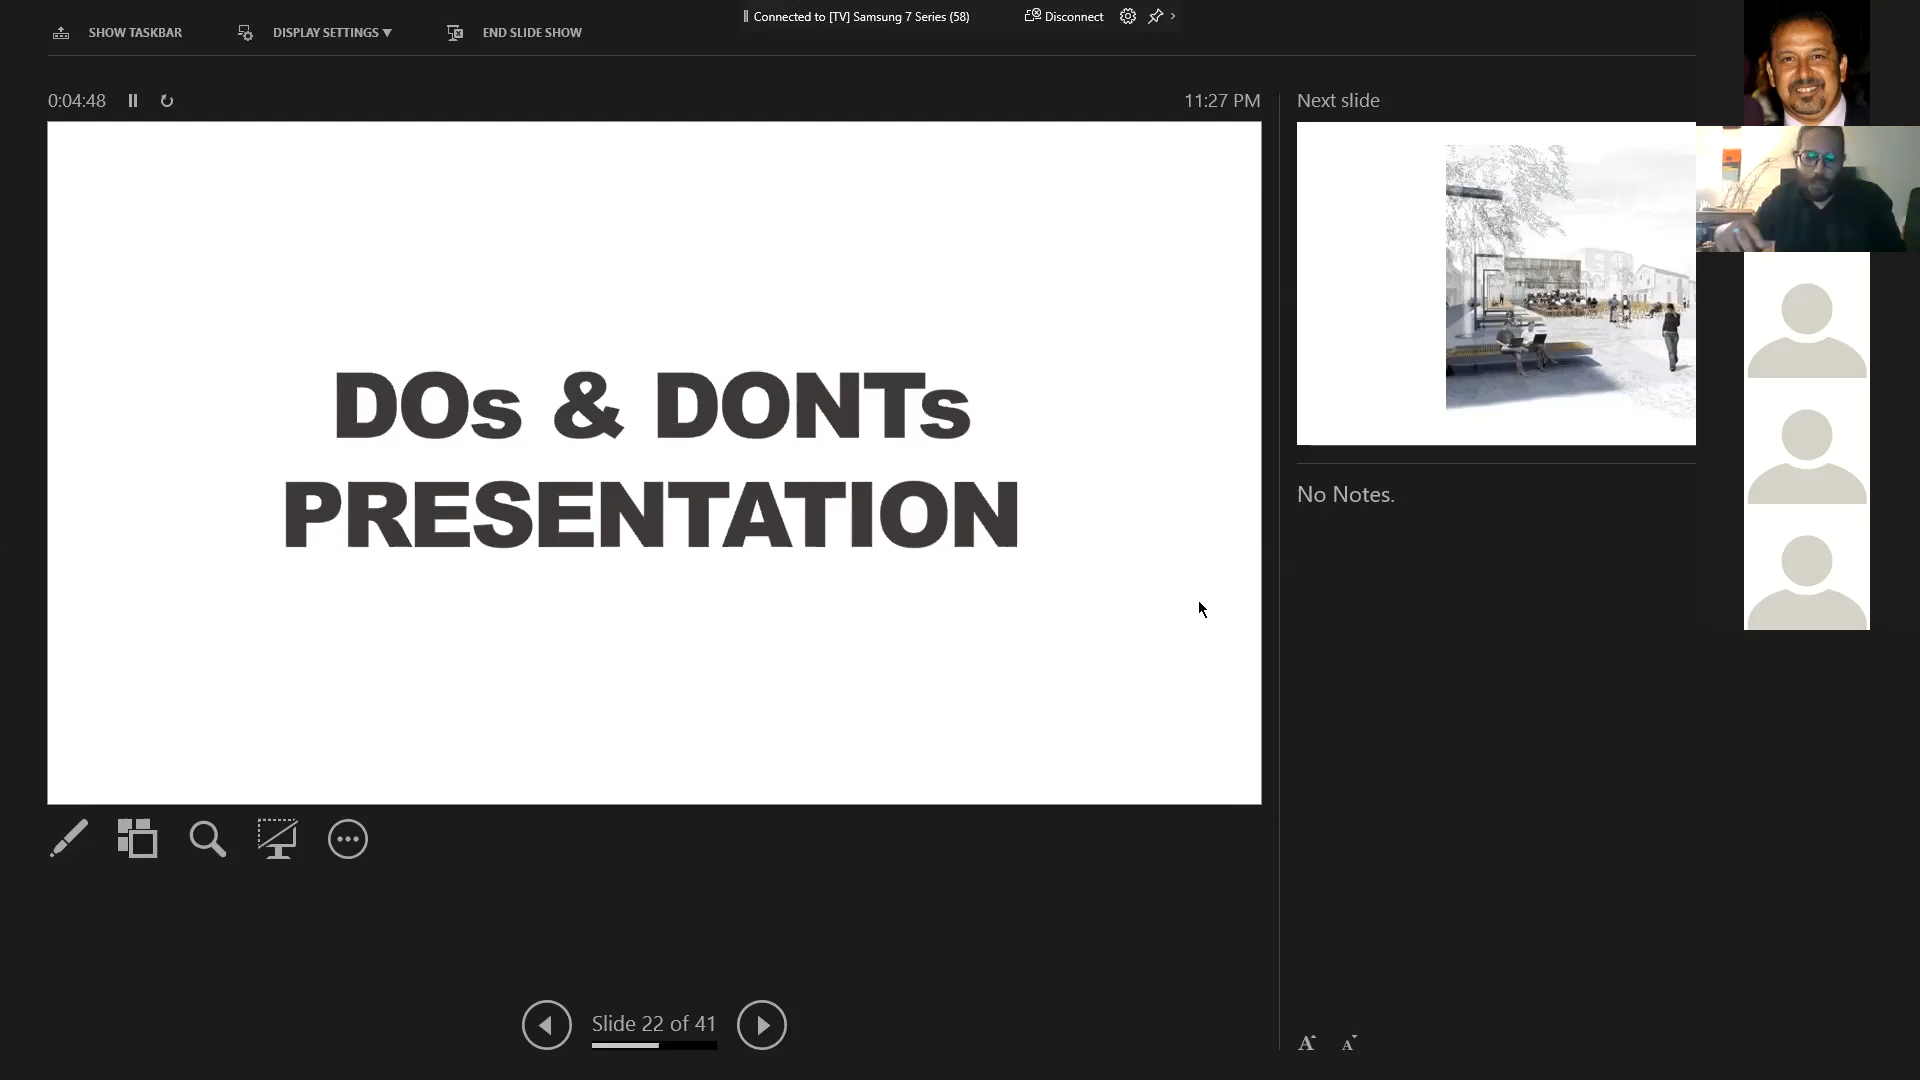 Connected to [TV] Samsung 7 Series (58) Disconnect
SHOW TASKBAR DISPLAY SETTINGS ▼ END SLIDE SHOW
0:04:48 11:27 PM Next slide
DOs & DONTs
PRESENTATION
No Notes.
Slide 22 of 41
A A